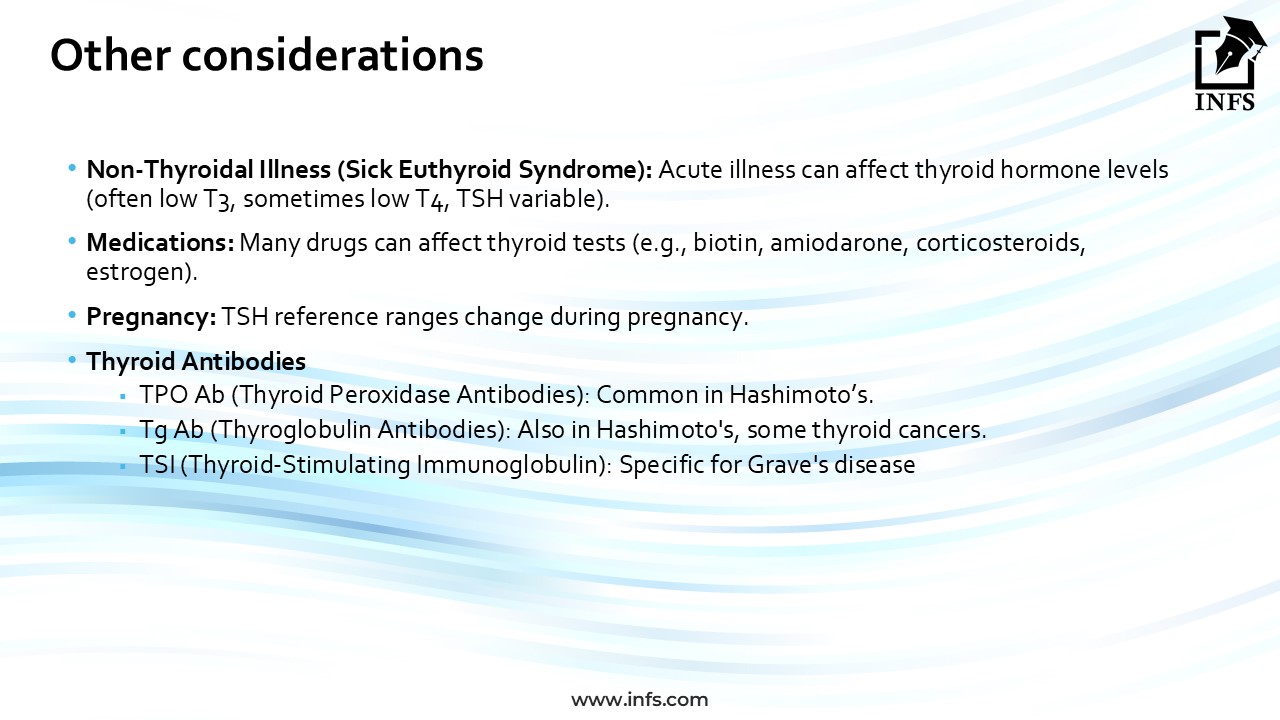 Other considerations
INFS
• Non-Thyroidal Illness (Sick Euthyroid Syndrome): Acute illness can affect thyroid hormone levels
(often low T3, sometimes low T4, TSH variable).
• Medications: Many drugs can affect thyroid tests (e.g., biotin, amiodarone, corticosteroids,
estrogen).
• Pregnancy: TSH reference ranges change during pregnancy.
• Thyroid Antibodies
▪ TPO Ab (Thyroid Peroxidase Antibodies): Common in Hashimoto’s.
▪ Tg Ab (Thyroglobulin Antibodies): Also in Hashimoto's, some thyroid cancers.
▪ TSI (Thyroid-Stimulating Immunoglobulin): Specific for Grave's disease
www.infs.com